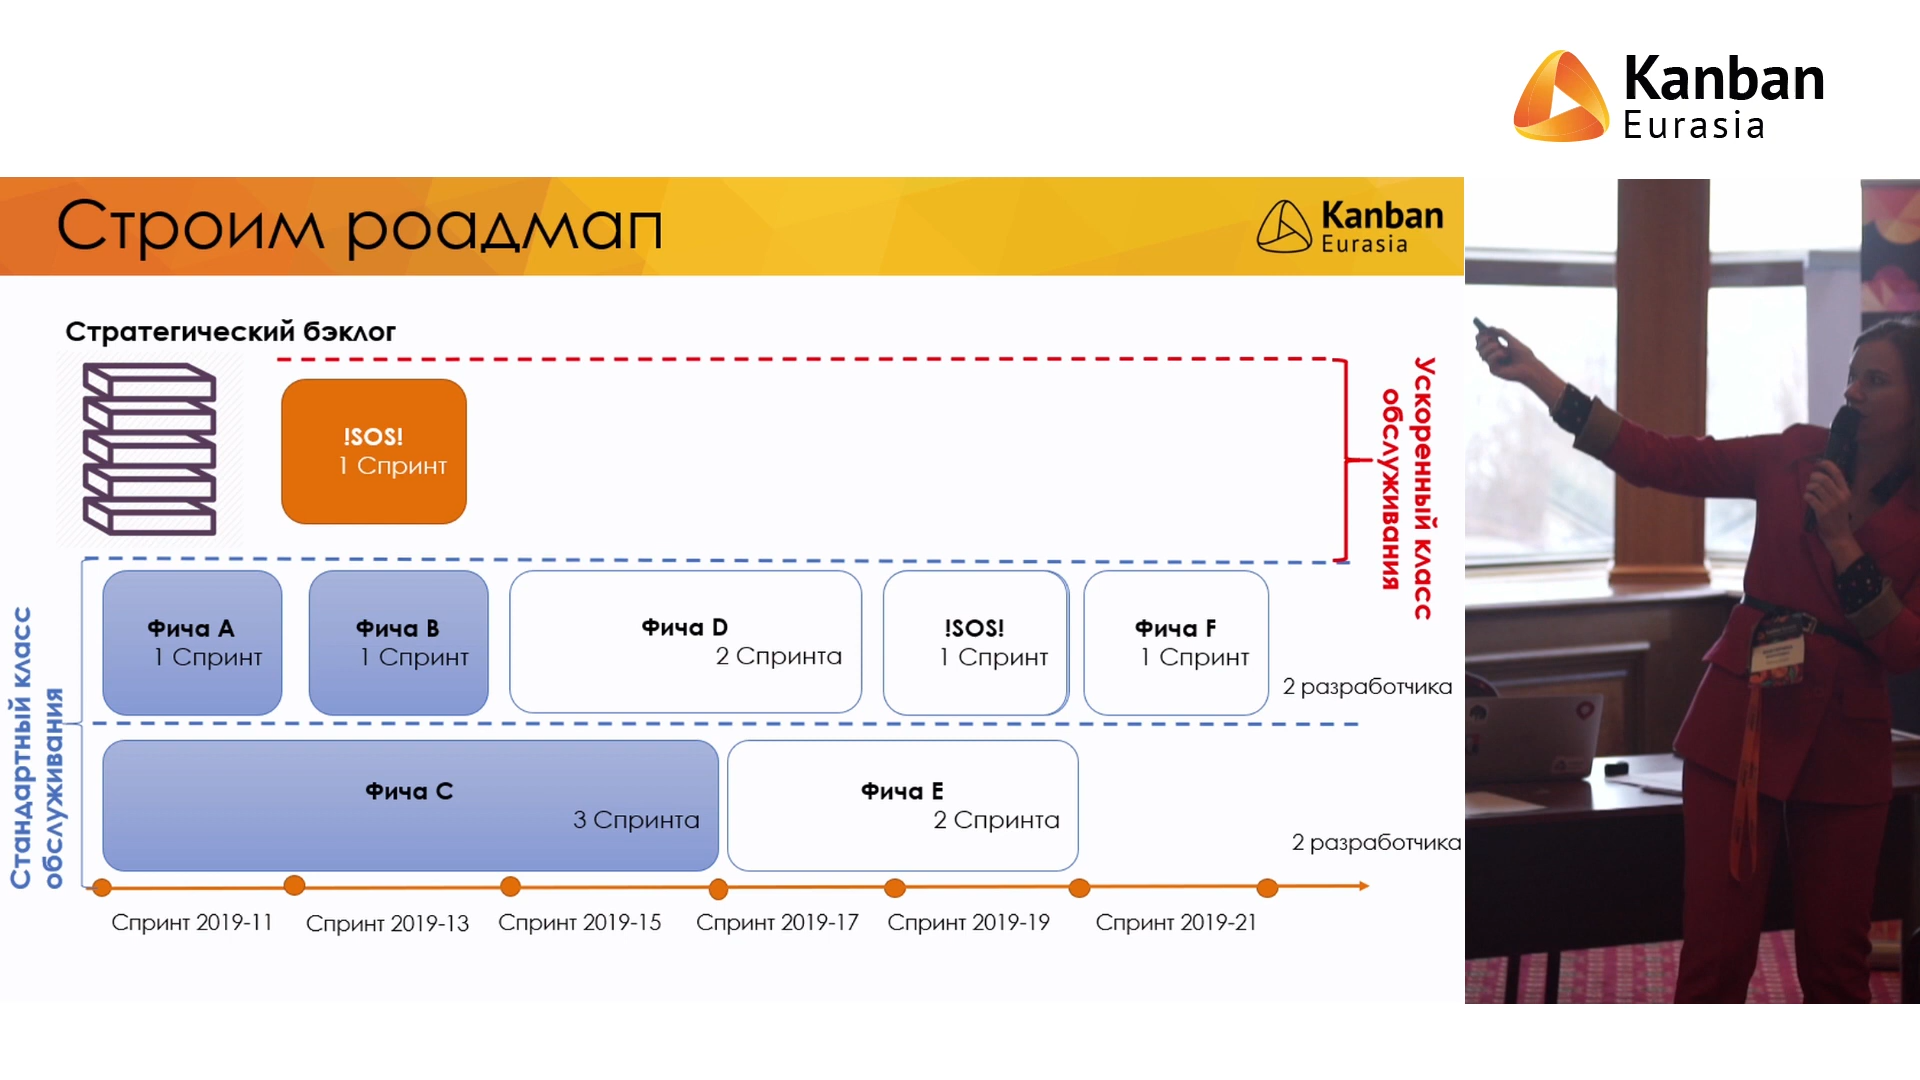 Kanban
Eurasia
Строим роадмап
Kanban
Eurasia
Стратегический бэклог
!SOS!
1 Спринт
Ускоренный класс
обслуживания
Стандартный класс
обслуживания
Фича A
1 Спринт
Фича B
1 Спринт
Фича D
2 Спринта
!SOS!
1 Спринт
Фича F
1 Спринт
2 разработчика
Фича C
3 Спринта
Фича E
2 Спринта
2 разработчика
Спринт 2019-11
Спринт 2019-13
Спринт 2019-15
Спринт 2019-17
Спринт 2019-19
Спринт 2019-21